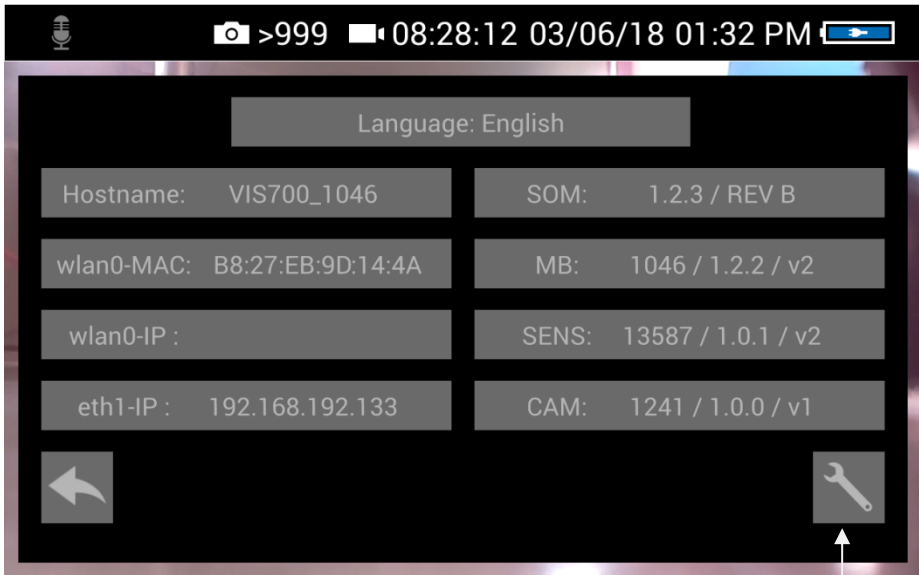 >999 08:28:12 03/06/18 01:32 PM
Language: English
Hostname: VIS700_1046
SOM: 1.2.3 / REV B
wlan0-MAC: B8:27:EB:9D:14:4A
MB: 1046 / 1.2.2 / v2
wlan0-IP :
SENS: 13587 / 1.0.1 / v2
eth1-IP : 192.168.192.133
CAM: 1241 / 1.0.0 / v1